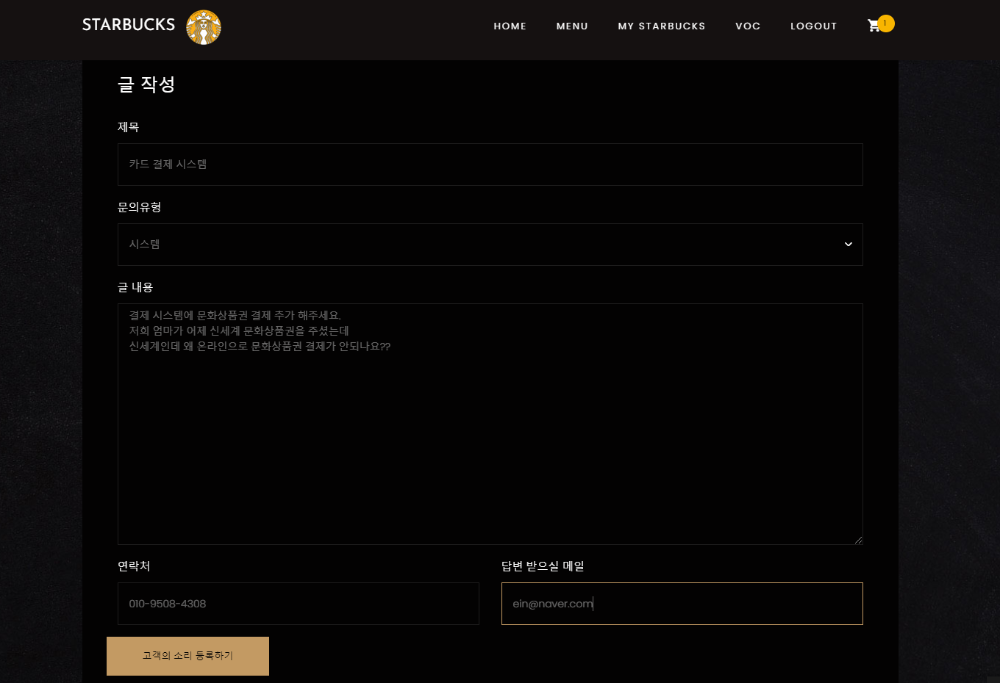 STARBUCKS
HOME MENU MY STARBUCKS VOC LOGOUT 1
글 작성
제목
카드 결제 시스템
문의유형
시스템
글 내용
결제 시스템에 문화상품권 결제 추가 해주세요.
저희 엄마가 어제 신세계 문화상품권을 주셨는데
신세계인데 왜 온라인으로 문화상품권 결제가 안되나요??
연락처 답변 받으실 메일
010-9508-4308 ein@naver.com
고객의 소리 등록하기